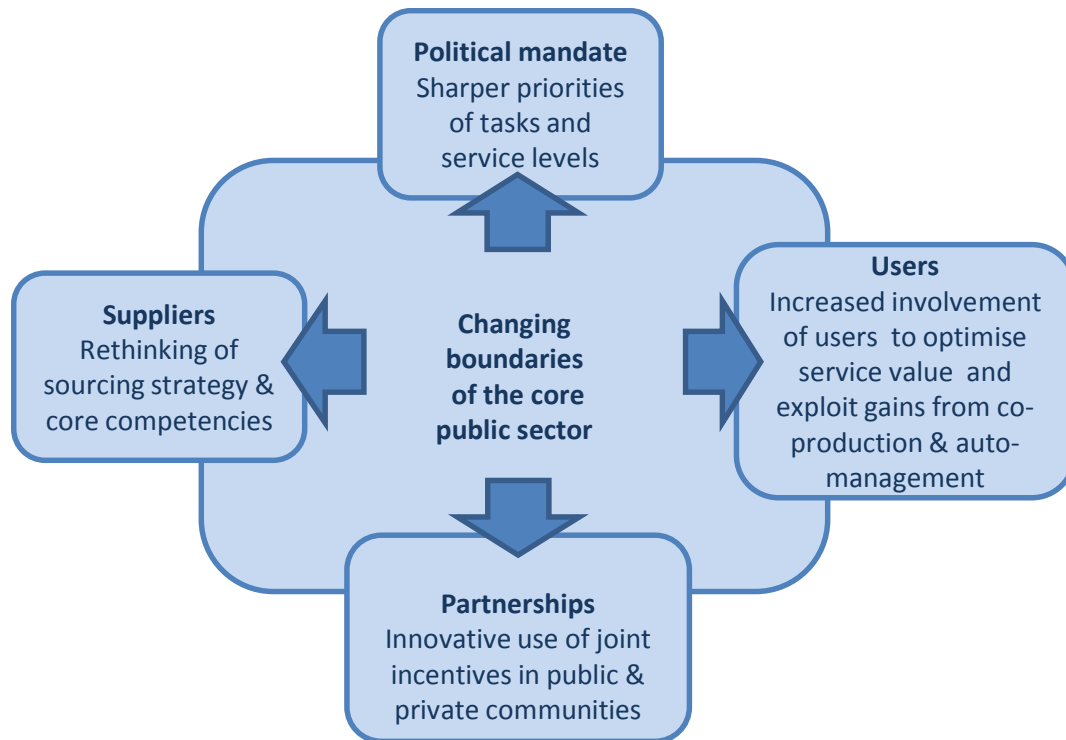 Political mandate
Sharper priorities
of tasks and
service levels
Suppliers
Rethinking of
sourcing strategy &
core competencies
Changing
boundaries
of the core
public sector
Users
Increased involvement
of users to optimise
service value and
exploit gains from co-
production & auto-
management
Partnerships
Innovative use of joint
incentives in public &
private communities